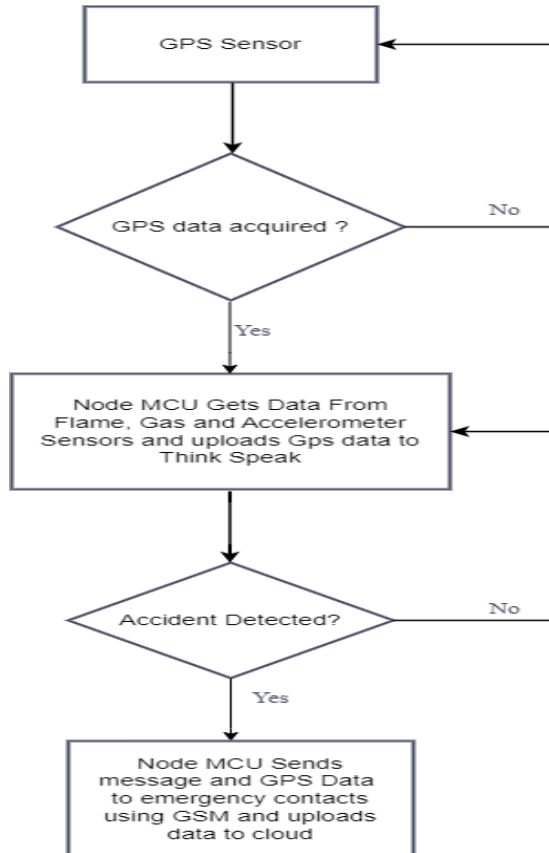 GPS Sensor
GPS data acquired ?
No
Yes
Node MCU Gets Data From
Flame, Gas and Accelerometer
Sensors and uploads Gps data to
Think Speak
Accident Detected?
No
Yes
Node MCU Sends
message and GPS Data
to emergency contacts
using GSM and uploads
data to cloud